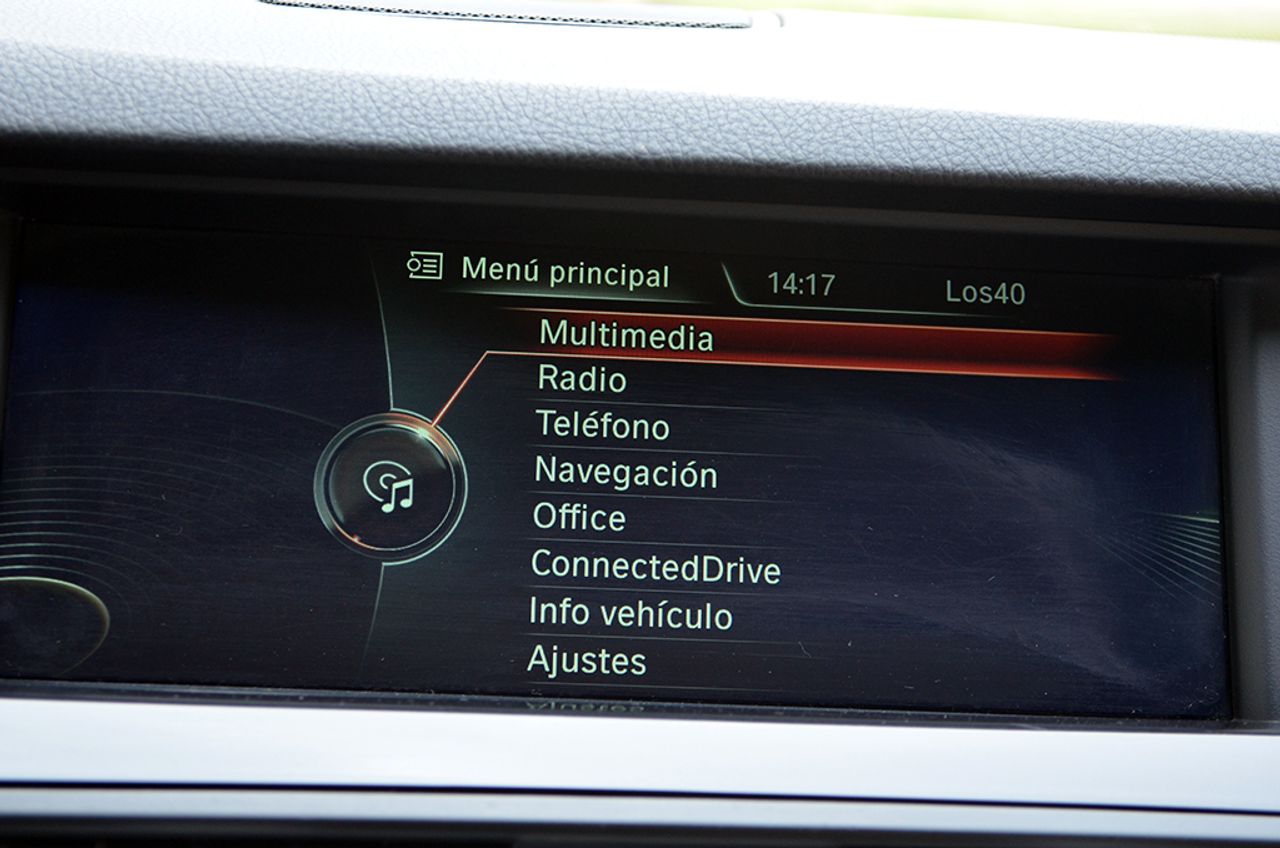 Menú principal 14:17 Los40
Multimedia
Radio
Teléfono
Navegación
Office
ConnectedDrive
Info vehículo
Ajustes